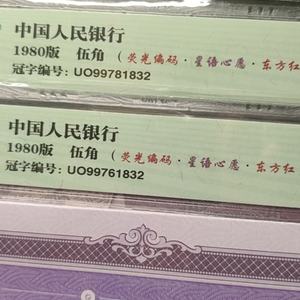 中国人民银行
1980版 伍角 (荧光编码·星语心愿·东方红
冠字编号: UO99781832
中国人民银行
1980版 伍角 (荧光编码·星语心愿·东方红
冠字编号: UO99761832